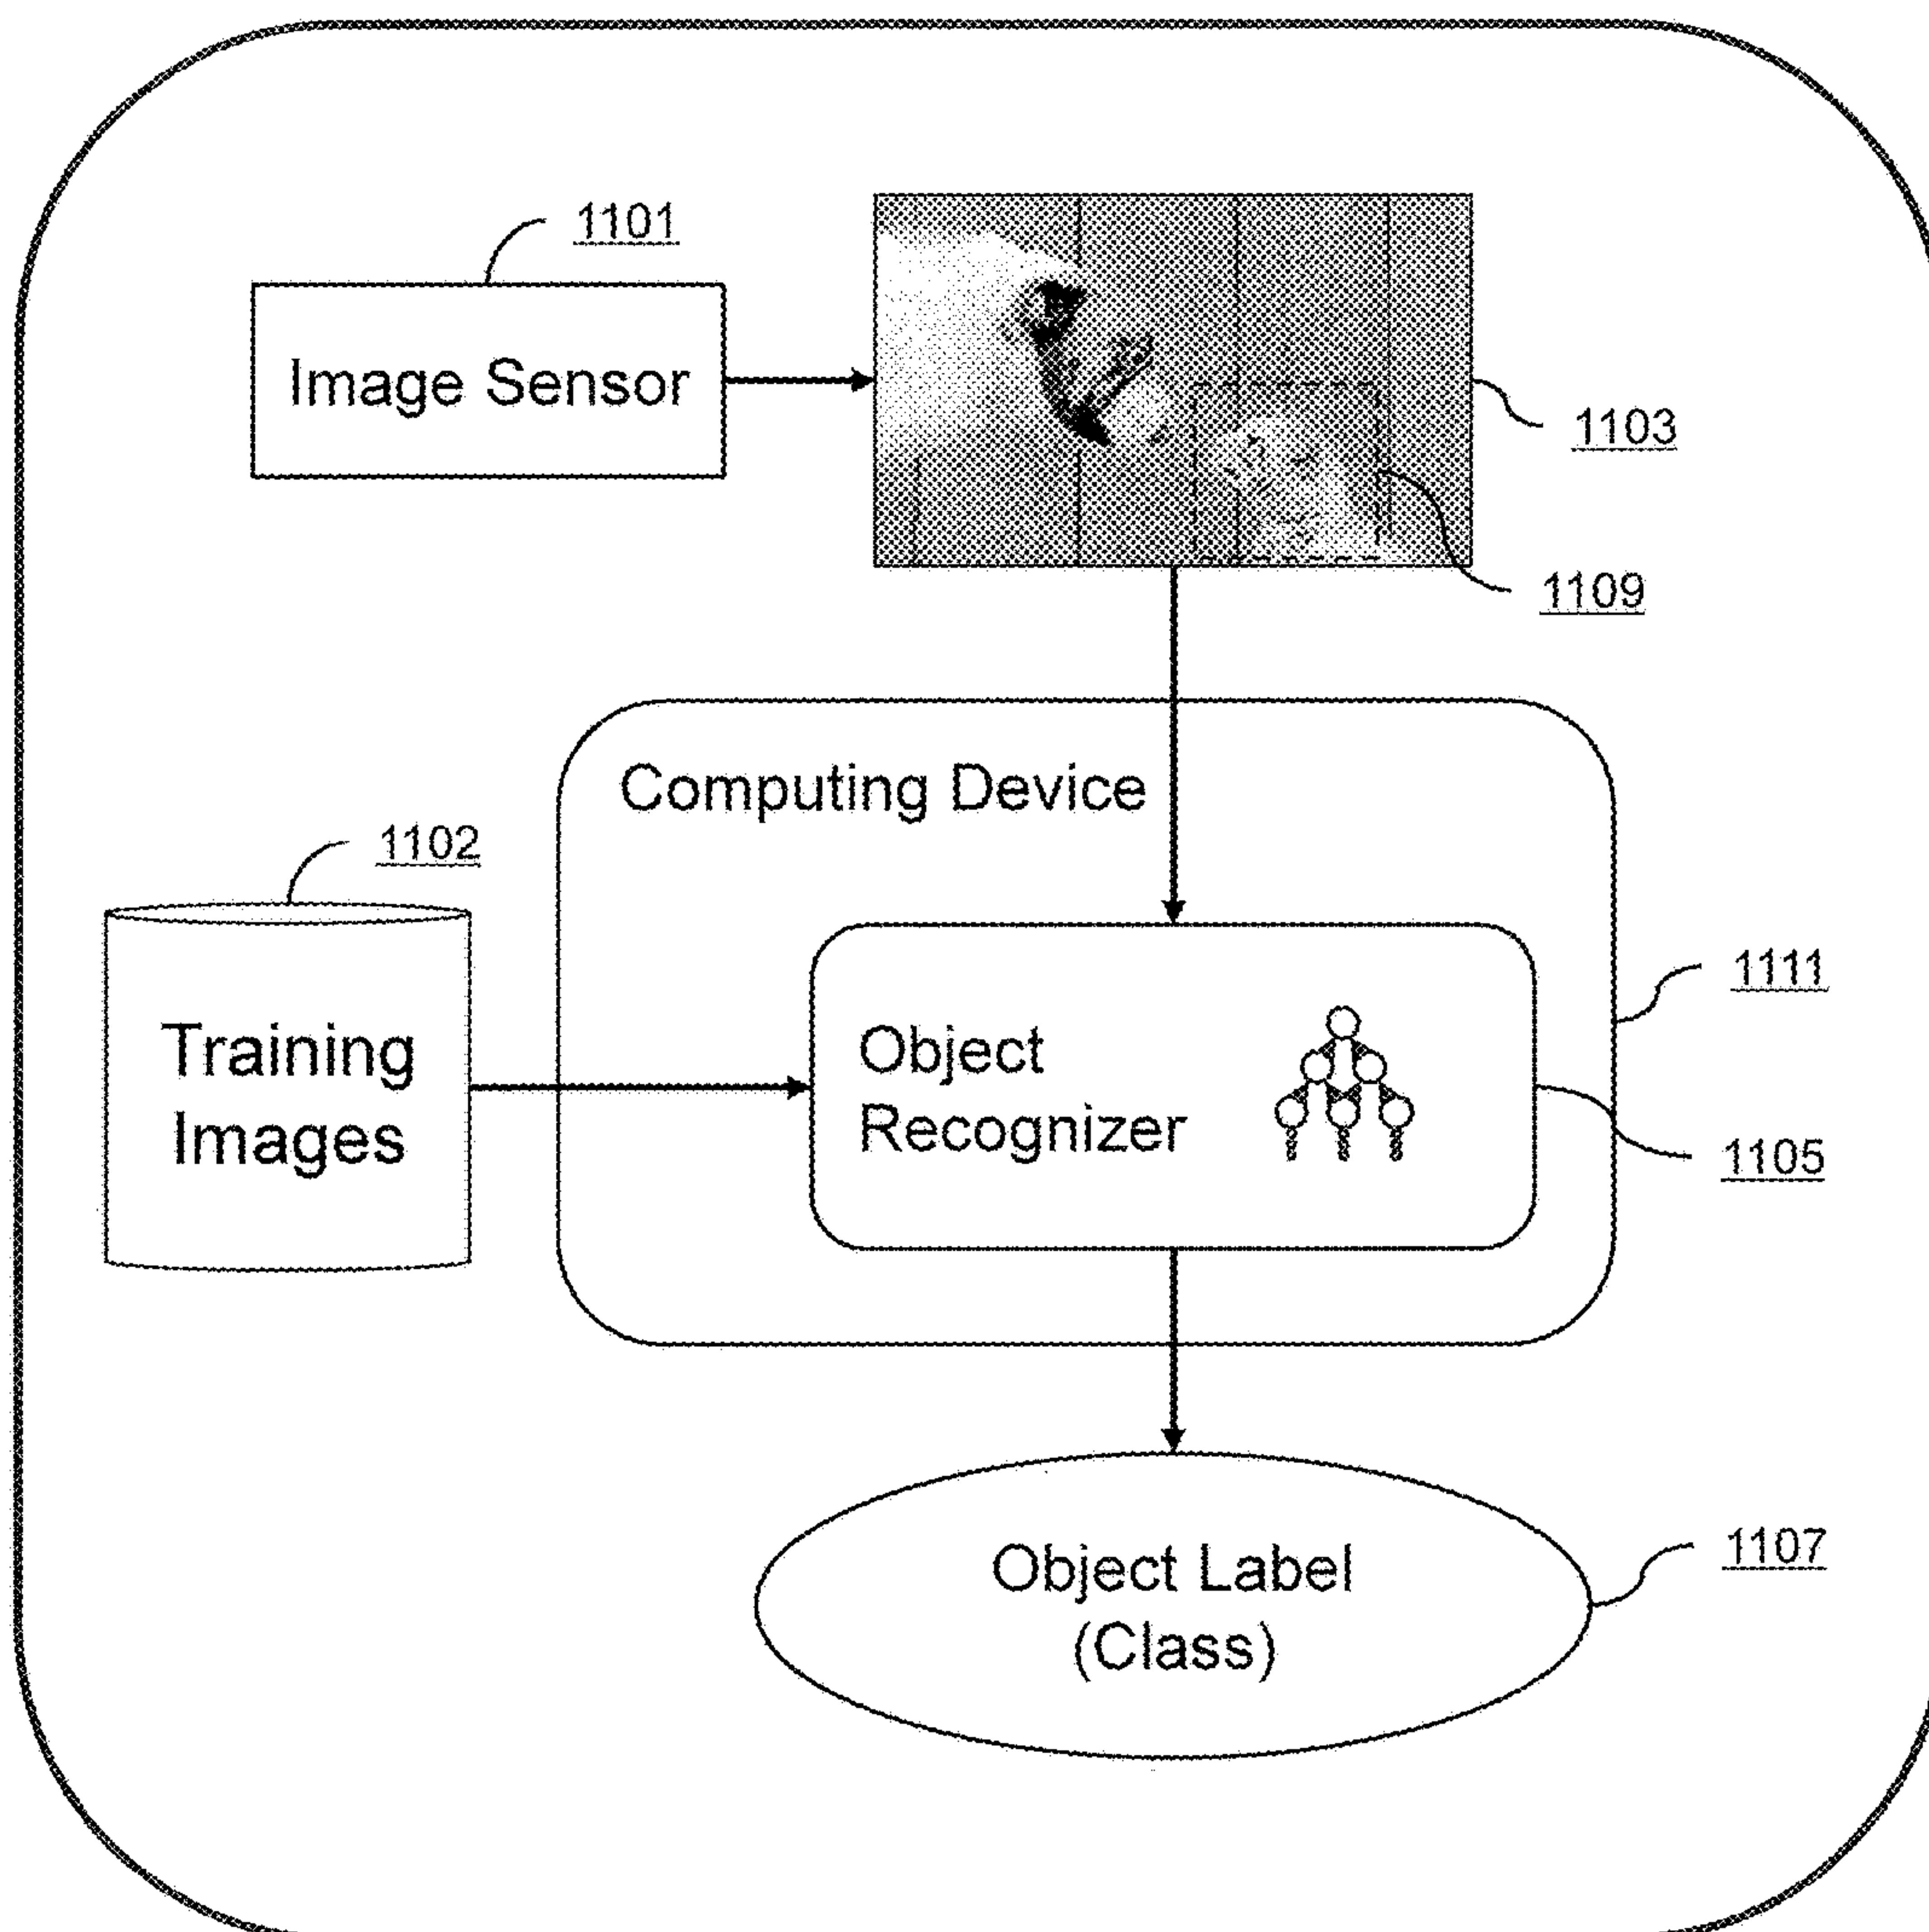 1101
Image Sensor
1103
1109
Computing Device
1102
Training
Images
Object
Recognizer
1111
1105
Object Label
(Class)
1107